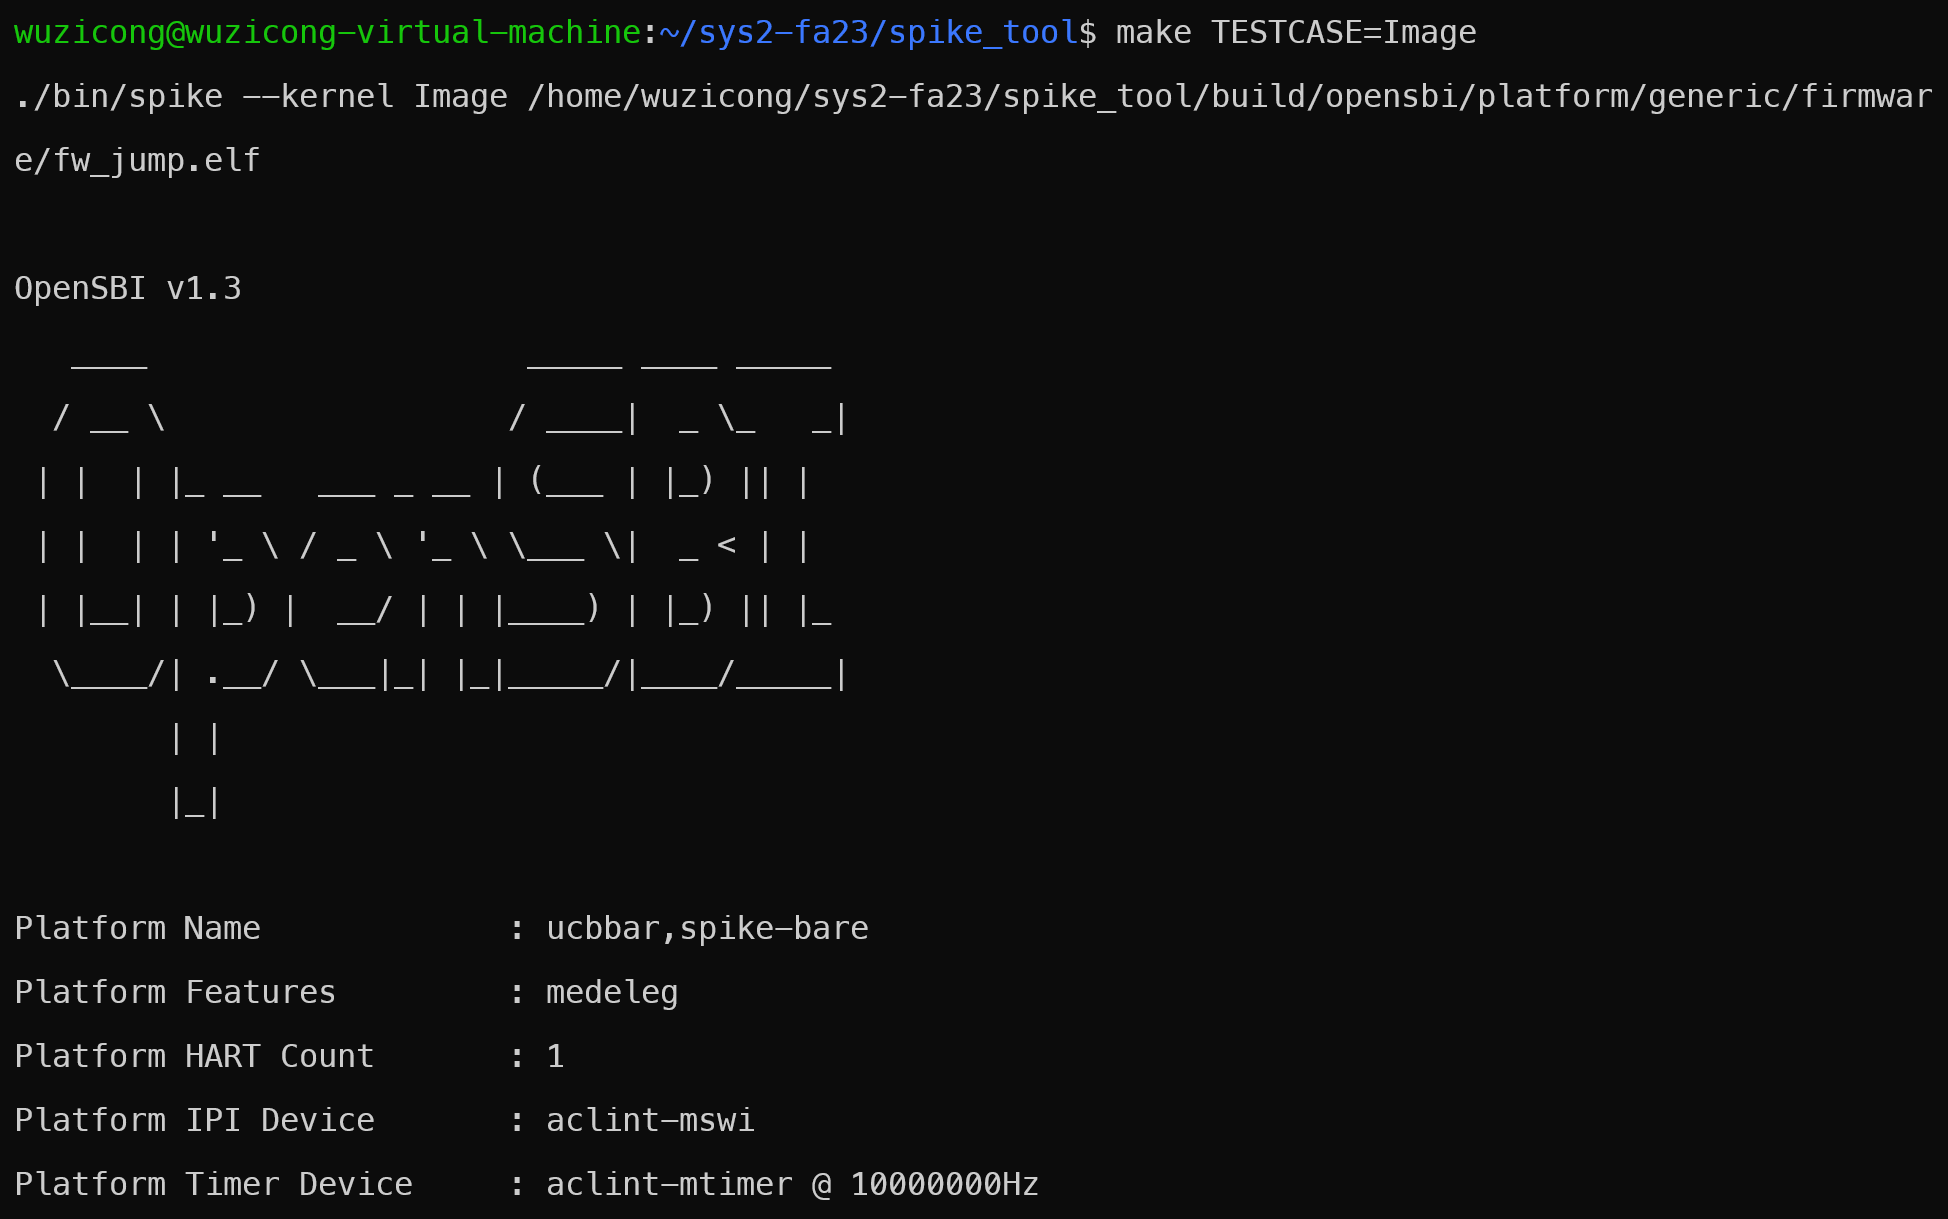 wuzicong@wuzicong-virtual-machine:~/sys2-fa23/spike_tool$ make TESTCASE=Image
./bin/spike --kernel Image /home/wuzicong/sys2-fa23/spike_tool/build/opensbi/platform/generic/firmwar
e/fw_jump.elf

OpenSBI v1.3
   ____                    _____ ____ _____
  / __ \                  / ____|  _ \_   _|
 | |  | |_ __   ___ _ __ | (___ | |_) || |
 | |  | | '_ \ / _ \ '_ \ \___ \|  _ < | |
 | |__| | |_) |  __/ | | |____) | |_) || |_
  \____/| .__/ \___|_| |_|_____/|____/_____|
        | |
        |_|

Platform Name             : ucbbar,spike-bare
Platform Features         : medeleg
Platform HART Count       : 1
Platform IPI Device       : aclint-mswi
Platform Timer Device     : aclint-mtimer @ 10000000Hz